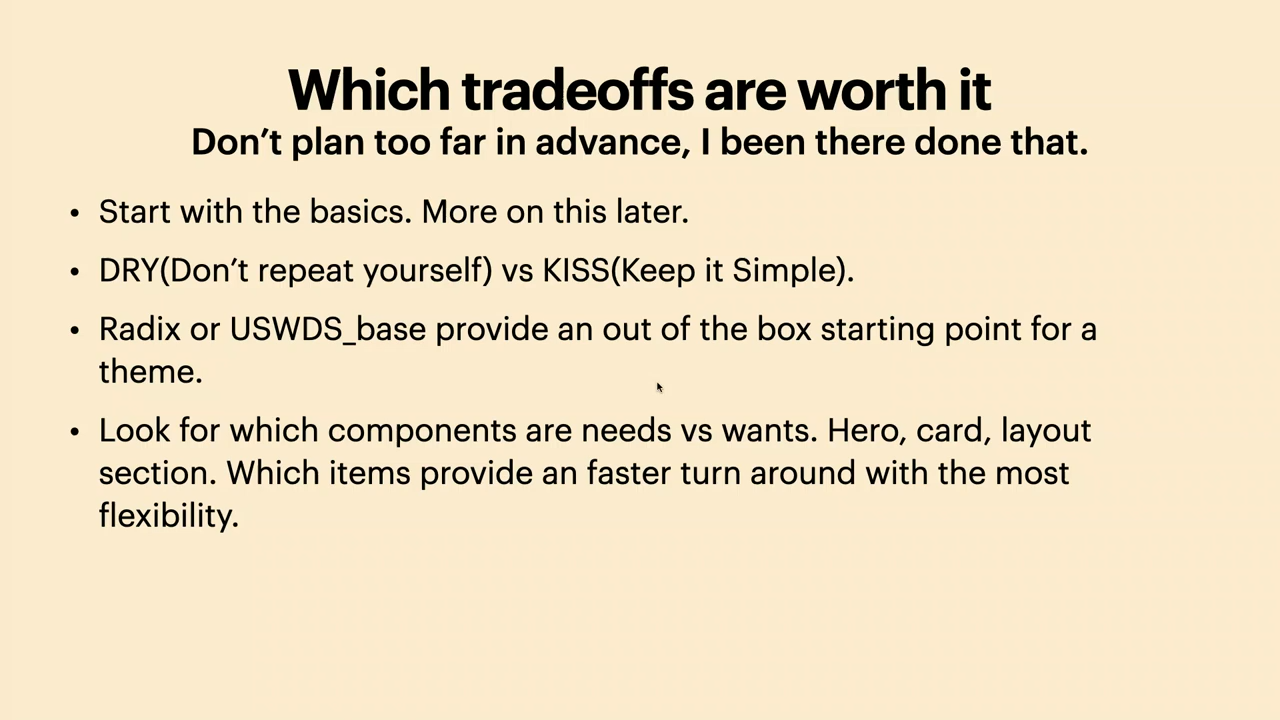 Which tradeoffs are worth it
Don’t plan too far in advance, I been there done that.
• Start with the basics. More on this later.
• DRY(Don’t repeat yourself) vs KISS(Keep it Simple).
• Radix or USWDS_base provide an out of the box starting point for a
theme.
• Look for which components are needs vs wants. Hero, card, layout
section. Which items provide an faster turn around with the most
flexibility.